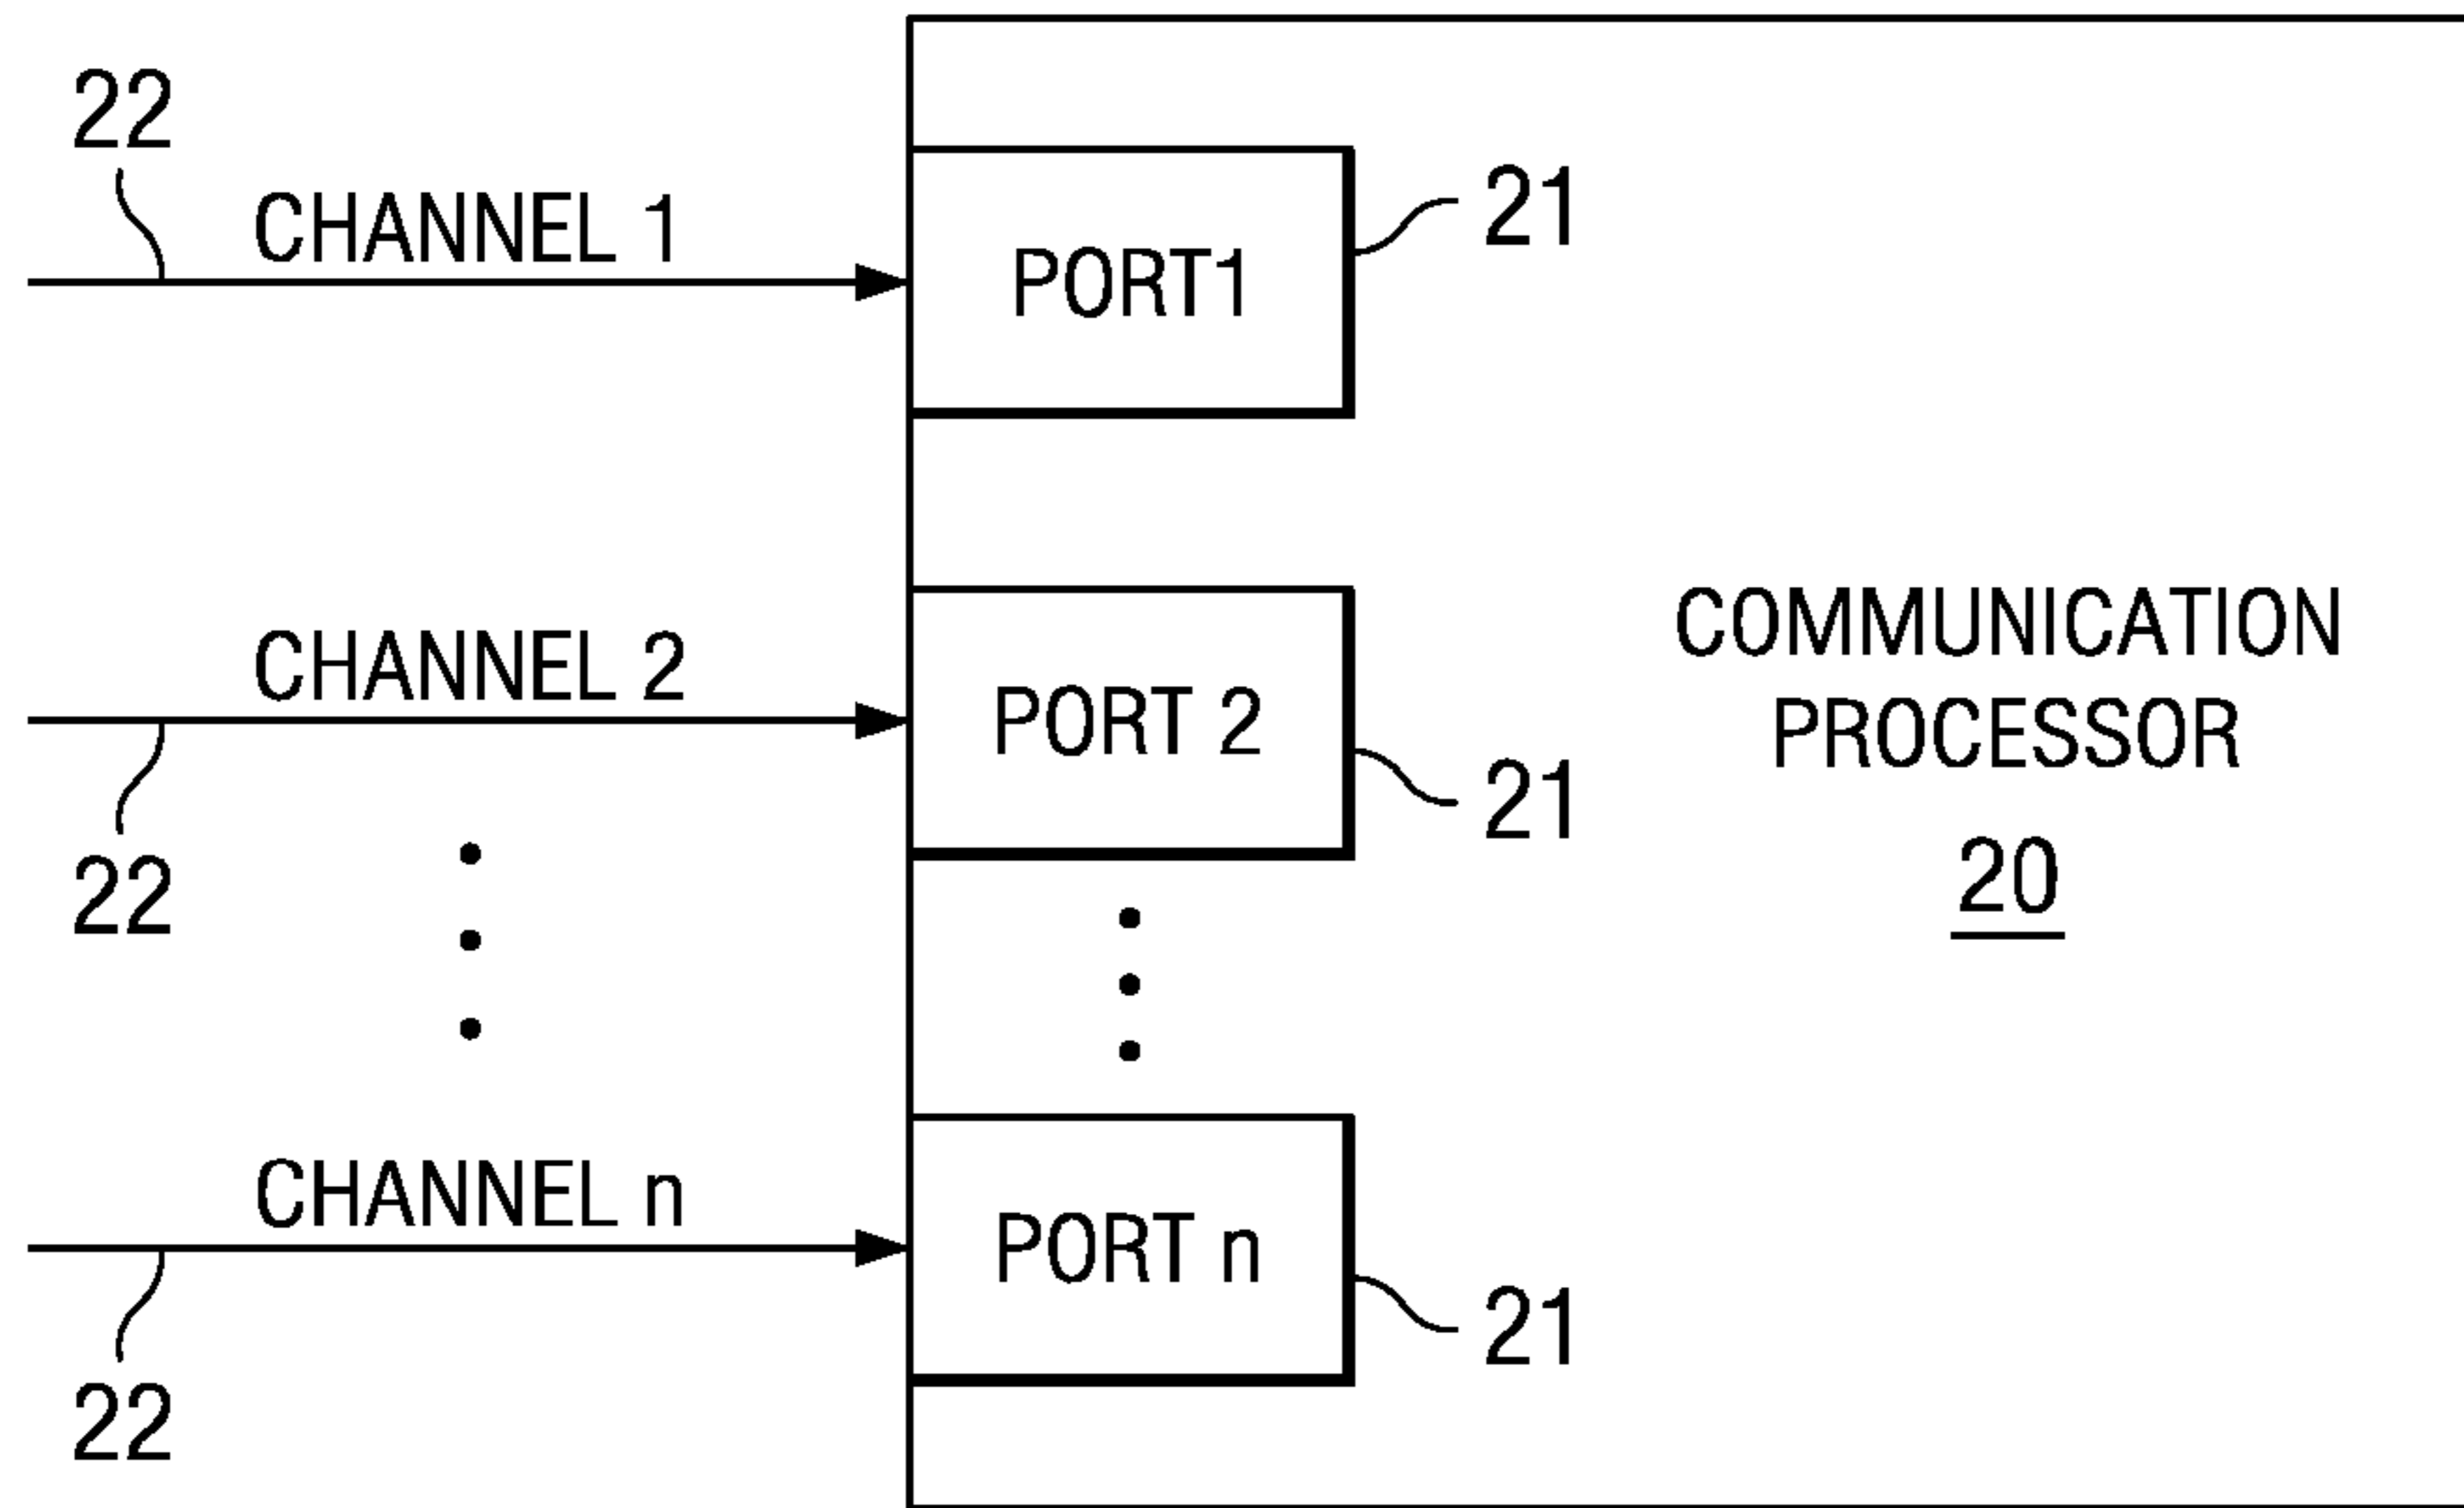 22
CHANNEL 1
PORT1
21
CHANNEL 2
PORT 2
21
22
COMMUNICATION
PROCESSOR
20
CHANNEL n
PORT n
21
22